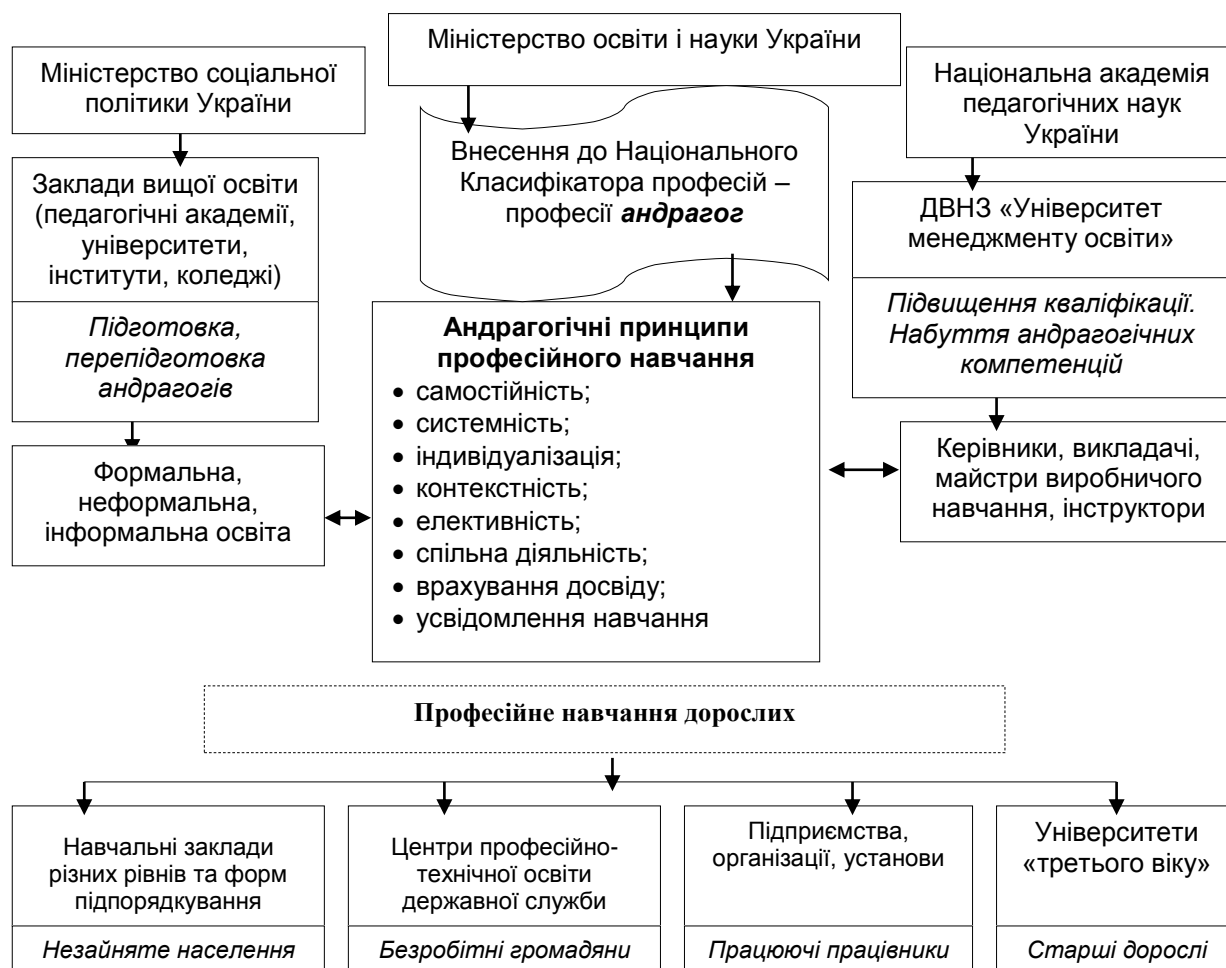 Міністерство освіти і науки України
Міністерство соціальної
політики України
Національна академія
педагогічних наук
України
Внесення до Національного
Класифікатора професій –
професії андрагог
Заклади вищої освіти
(педагогічні академії,
університети,
інститути, коледжі)
Підготовка,
перепідготовка
андрагогів
ДВНЗ «Університет
менеджменту освіти»
Підвищення кваліфікації.
Набуття андрагогічних
компетенцій
Андрагогічні принципи
професійного навчання
• самостійність;
• системність;
• індивідуалізація;
• контекстність;
• елективність;
• спільна діяльність;
• врахування досвіду;
• усвідомлення навчання
Формальна,
неформальна,
інформальна освіта
Керівники, викладачі,
майстри виробничого
навчання, інструктори
Професійне навчання дорослих
Навчальні заклади
різних рівнів та форм
підпорядкування
Незайняте населення
Центри професійно-
технічної освіти
державної служби
Безробітні громадяни
Підприємства,
організації, установи
Працюючі працівники
Університети
«третього віку»
Старші дорослі